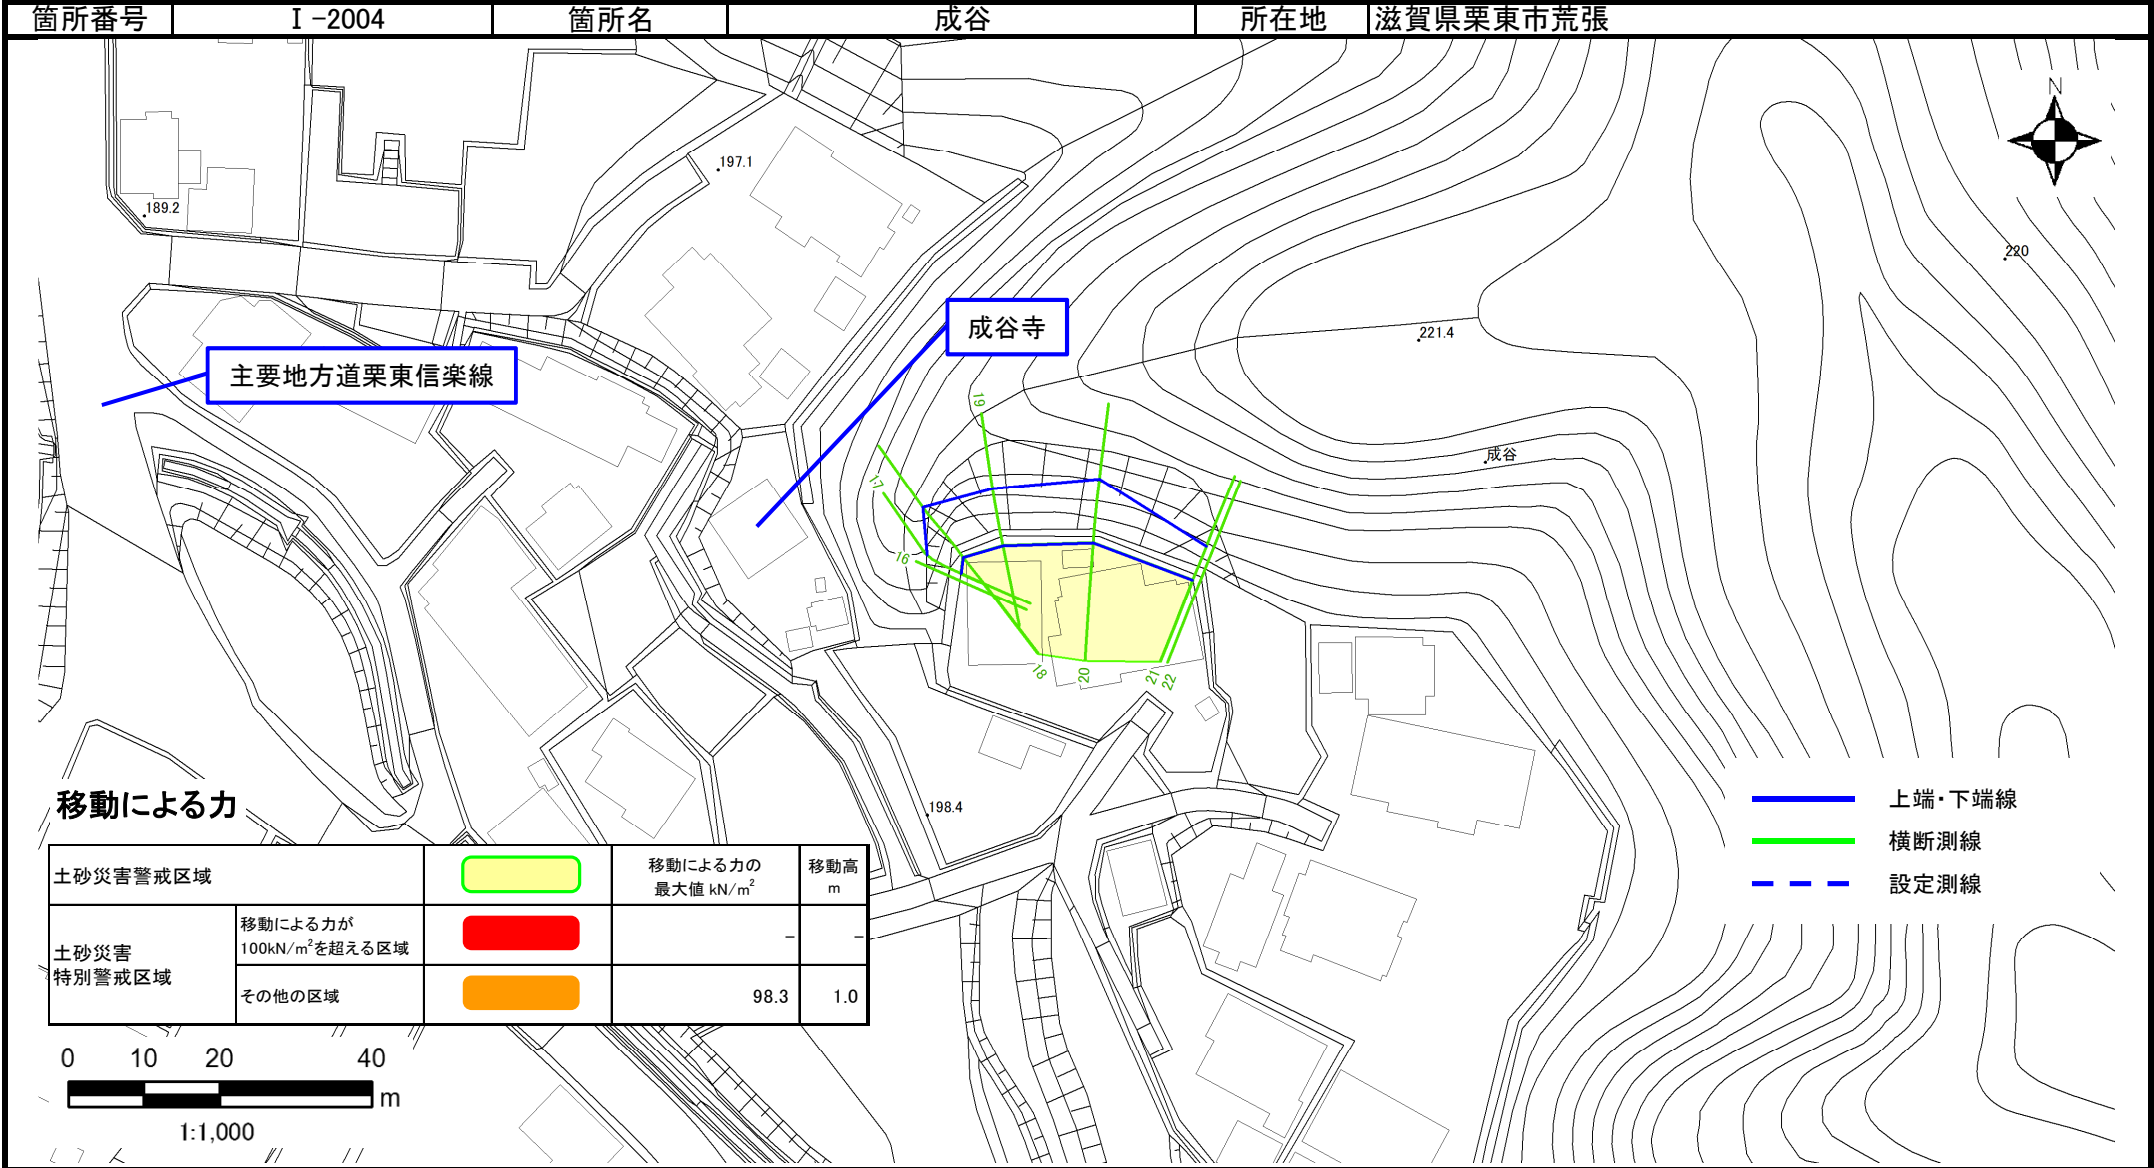 箇所番号 Ⅰ-2004 箇所名 成谷 所在地 滋賀県栗東市荒張
N
197.1
189.2
220
成谷寺
221.4
主要地方道栗東信楽線
19
成谷
17
16
18
20
21
22
移動による力
198.4
上端・下端線
横断測線
設定測線
土砂災害警戒区域
移動による力の
最大値 kN/m²
移動高
m
土砂災害
特別警戒区域
移動による力が
100kN/m²を超える区域
－ －
その他の区域
98.3 1.0
0 10 20 40
m
1:1,000